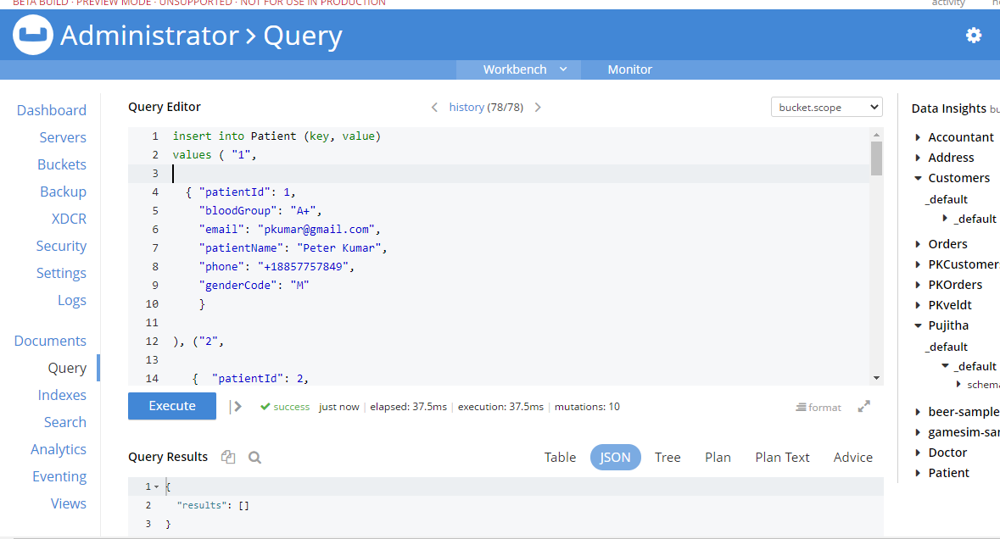 BETA BUILD · PREVIEW MODE · UNSUPPORTED · NOT FOR USE IN PRODUCTION
activity
Administrator > Query
Workbench Monitor
Dashboard
Servers
Buckets
Backup
XDCR
Security
Settings
Logs
Documents
Query
Indexes
Search
Analytics
Eventing
Views
Query Editor
history (78/78)
bucket.scope
1 insert into Patient (key, value)
2 values ( "1",
3
4 { "patientId": 1,
5 "bloodGroup": "A+",
6 "email": "pkumar@gmail.com",
7 "patientName": "Peter Kumar",
8 "phone": "+18857757849",
9 "genderCode": "M"
10 }
11
12 ), ("2",
13
14 { "patientId": 2,
Execute
success just now | elapsed: 37.5ms | execution: 37.5ms | mutations: 10
format
Query Results
Table JSON Tree Plan Plan Text Advice
1 {
2 "results": []
3 }
Data Insights bu
Accountant
Address
Customers
_default
_default
Orders
PKCustomer
PKOrders
PKveldt
Pujitha
_default
_default
schema
beer-sample
gamesim-sam
Doctor
Patient